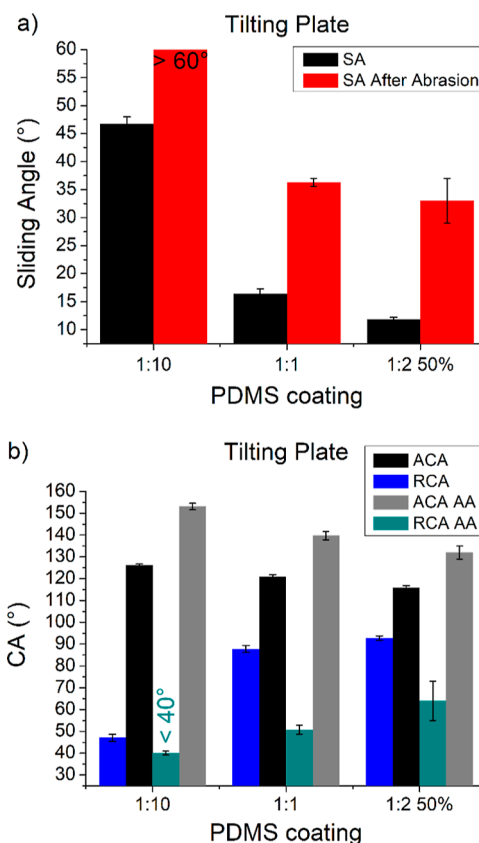 a)
Tilting Plate
SA
SA After Abrasion
> 60°
60
45
40
35
30
25
20
15
10
Sliding Angle (°)
1:10
1:1
1:2 50%
PDMS coating
b)
Tilting Plate
ACA
RCA
ACA AA
RCA AA
< 40°
160
150
140
130
120
110
100
90
80
70
60
50
40
30
CA (°)
1:10
1:1
1:2 50%
PDMS coating